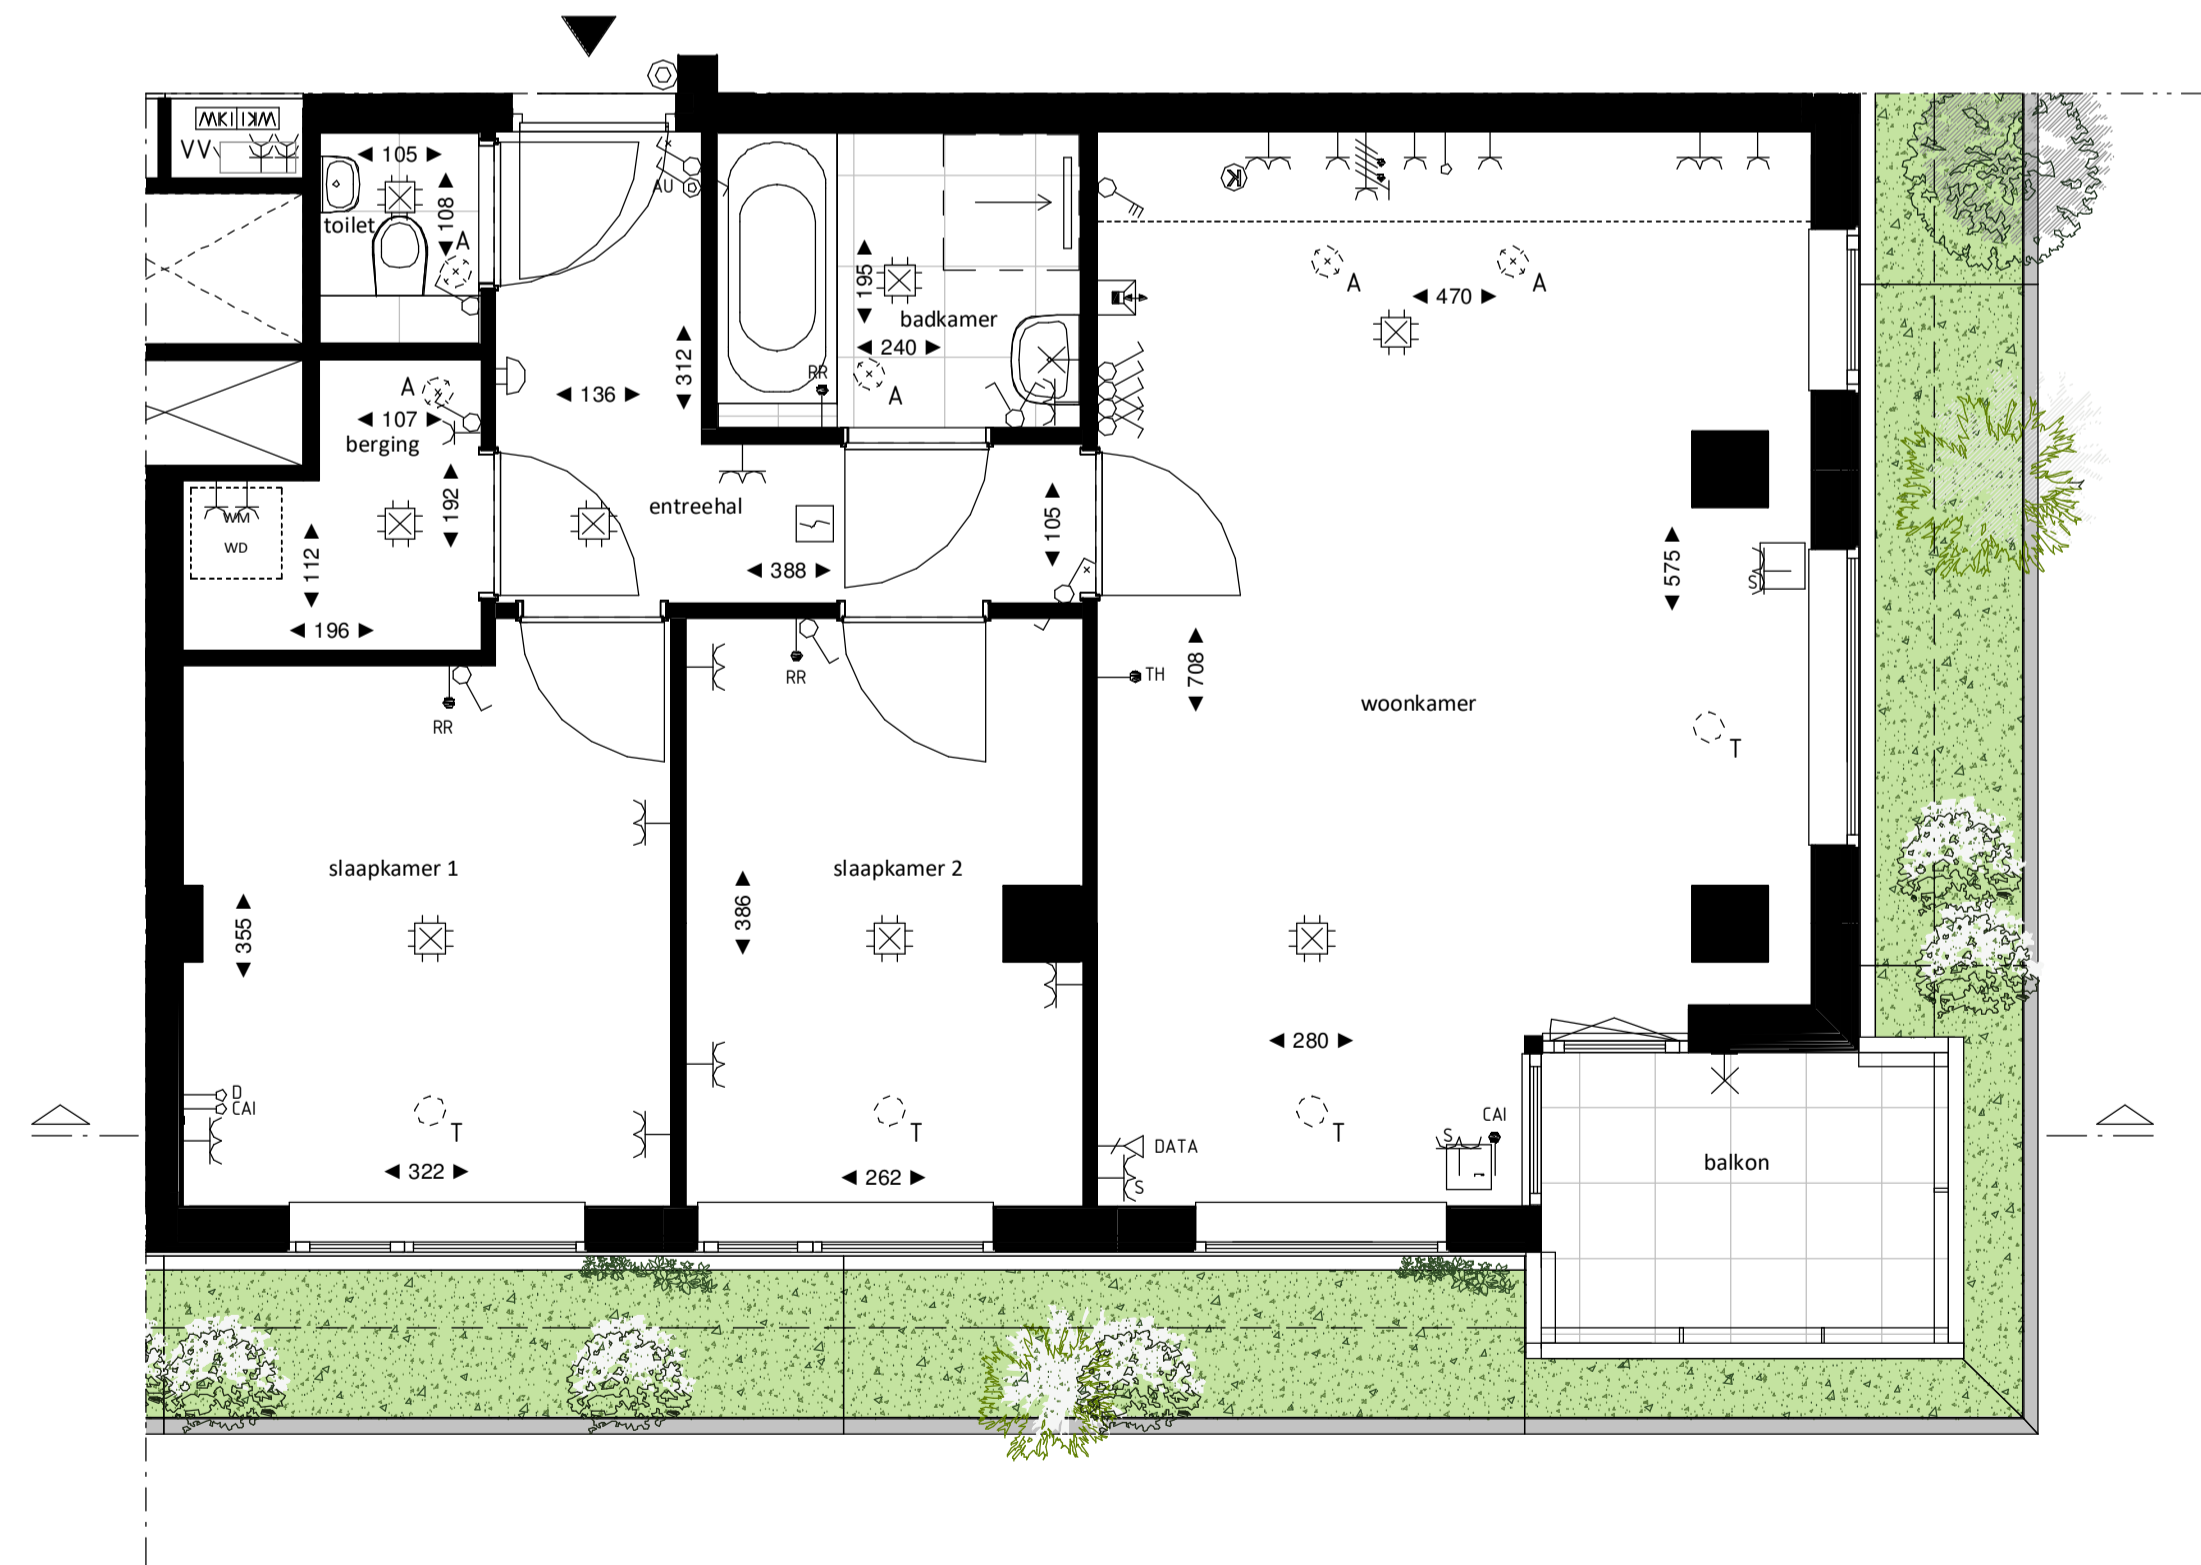 WKI IKW
VV
105
toilet
108
A
AU
312
136
195
badkamer
240
RR
A
K
A
A
470
A
107
berging
192
WM
WD
112
196
entreehal
388
105
575
S
708
TH
woonkamer
T
RR
RR
slaapkamer 1
355
slaapkamer 2
386
280
D
CAI
T
322
T
262
DATA
S
T
S
CAI
balkon